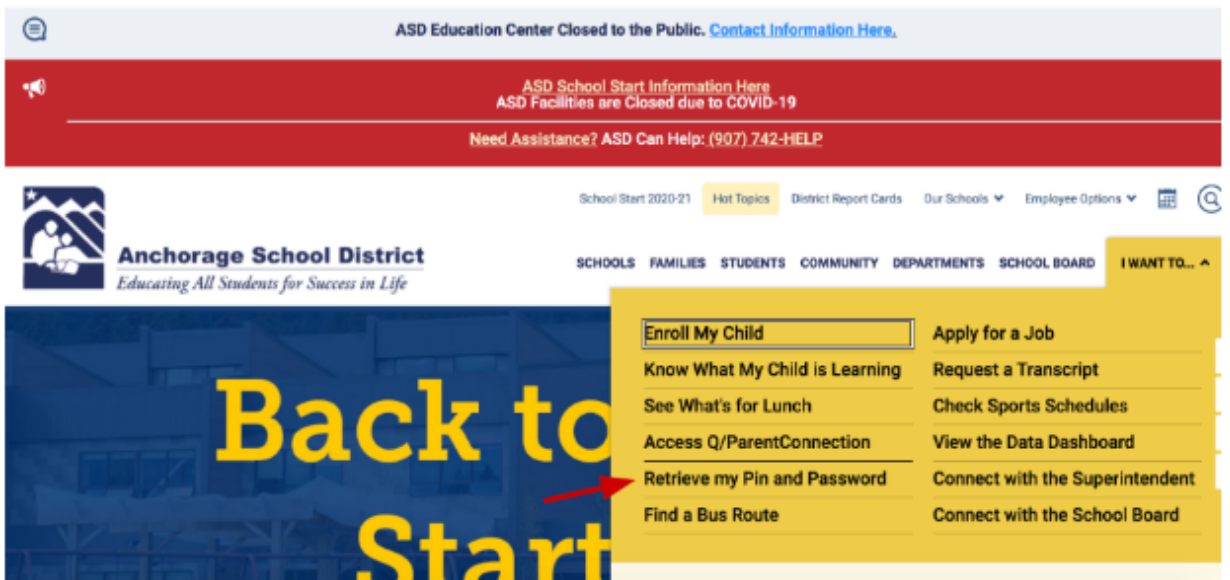 ASD Education Center Closed to the Public. Contact Information Here.
ASD School Start Information Here
ASD Facilities are Closed due to COVID-19
Need Assistance? ASD Can Help: (907) 742-HELP
School Start 2020-21 Hot Topics District Report Cards Our Schools Employee Options
Anchorage School District
Educating All Students for Success in Life
SCHOOLS FAMILIES STUDENTS COMMUNITY DEPARTMENTS SCHOOL BOARD I WANT TO...
Enroll My Child Apply for a Job
Know What My Child is Learning Request a Transcript
See What's for Lunch Check Sports Schedules
Access Q/ParentConnection View the Data Dashboard
Retrieve my Pin and Password Connect with the Superintendent
Find a Bus Route Connect with the School Board
Back to
Start